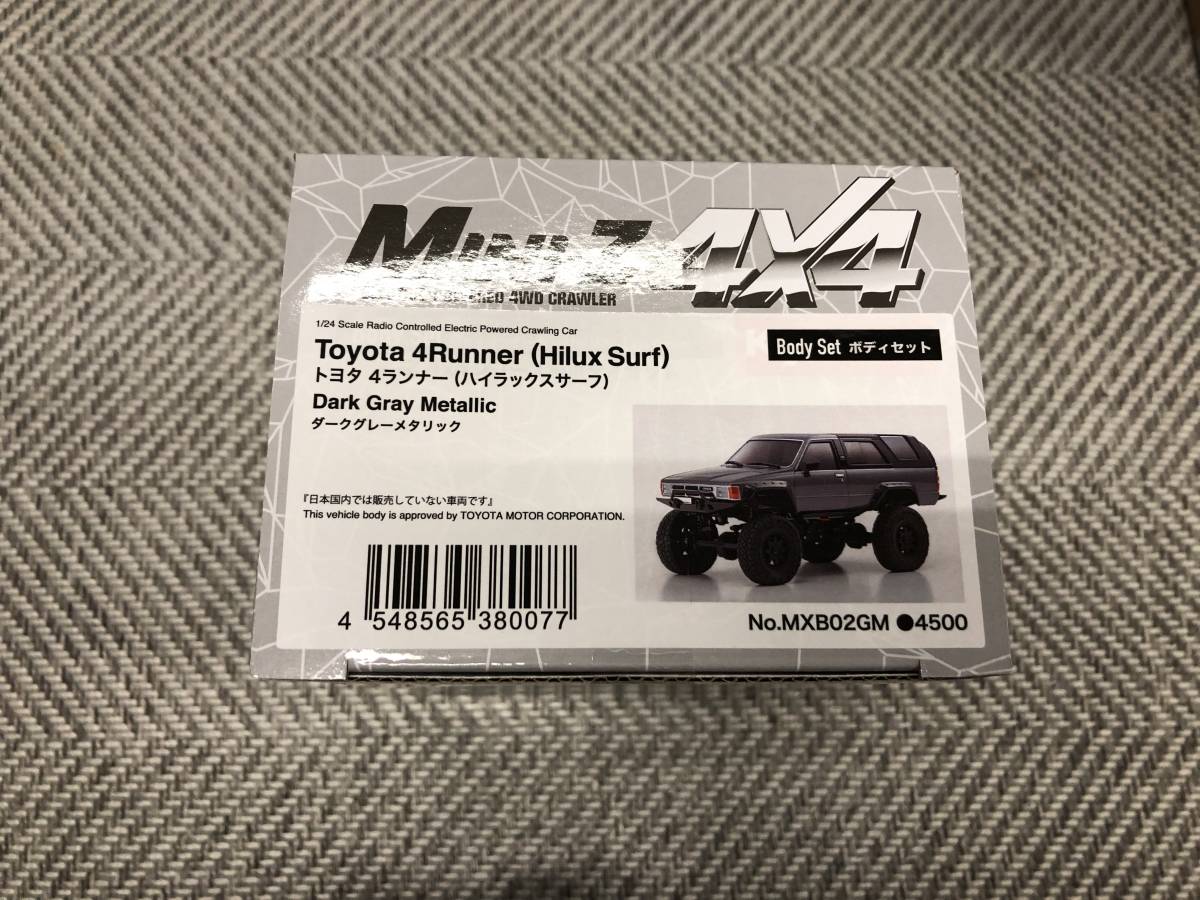 MINI-Z 4X4
4WD CRAWLER
1/24 Scale Radio Controlled Electric Powered Crawling Car
Toyota 4Runner (Hilux Surf)
トヨタ 4ランナー (ハイラックスサーフ)
Dark Gray Metallic
ダークグレーメタリック
Body Set ボディセット
『日本国内では販売していない車両です』
This vehicle body is approved by TOYOTA MOTOR CORPORATION.
4 548565 380077
No.MXB02GM ●4500